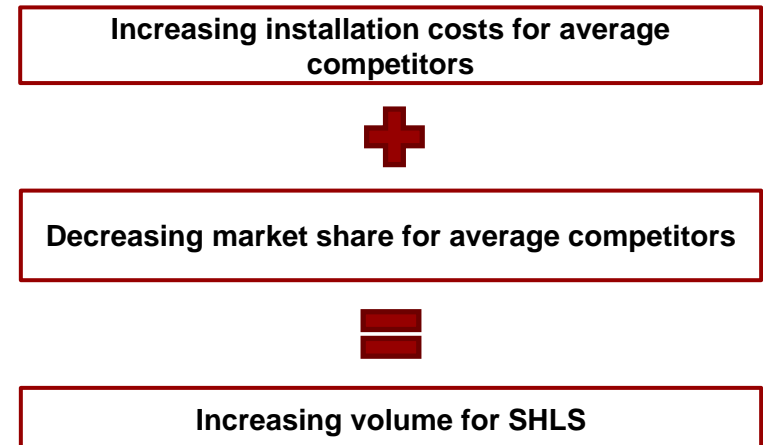 Increasing installation costs for average
competitors
Decreasing market share for average competitors
Increasing volume for SHLS